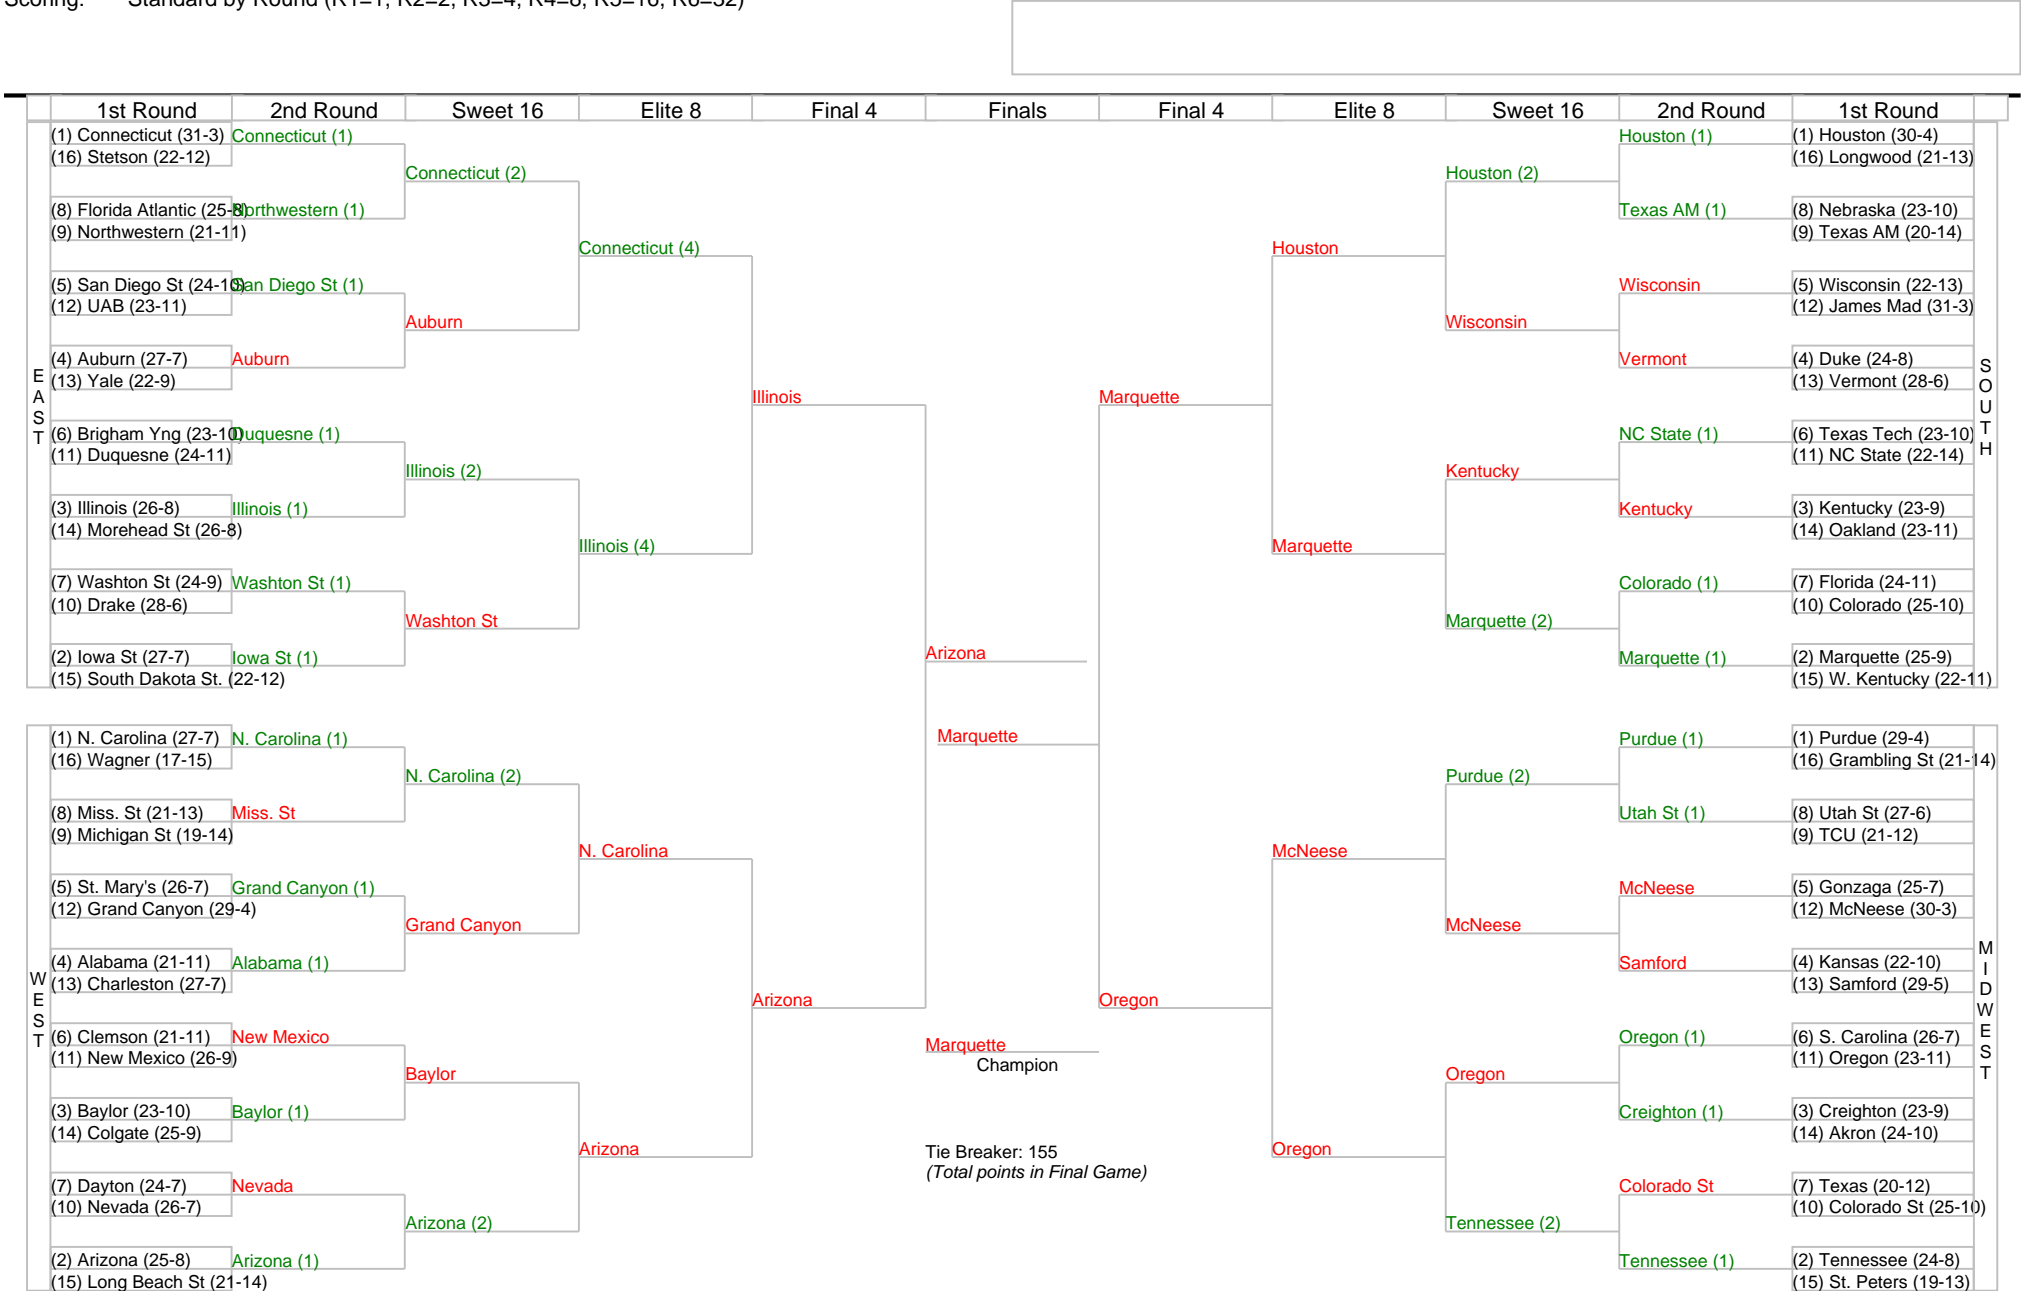 Scoring: Standard by Round (R1=1, R2=2, R3=4, R4=8, R5=16, R6=32)
1st Round 2nd Round Sweet 16 Elite 8 Final 4 Finals Final 4 Elite 8 Sweet 16 2nd Round 1st Round
EAST
(1) Connecticut (31-3)
(16) Stetson (22-12)
(8) Florida Atlantic (25-8)
(9) Northwestern (21-11)
(5) San Diego St (24-10)
(12) UAB (23-11)
(4) Auburn (27-7)
(13) Yale (22-9)
(6) Brigham Yng (23-10)
(11) Duquesne (24-11)
(3) Illinois (26-8)
(14) Morehead St (26-8)
(7) Washton St (24-9)
(10) Drake (28-6)
(2) Iowa St (27-7)
(15) South Dakota St. (22-12)
Connecticut (1)
Northwestern (1)
San Diego St (1)
Auburn
Duquesne (1)
Illinois (1)
Washton St (1)
Iowa St (1)
Connecticut (2)
Auburn
Illinois (2)
Washton St
Connecticut (4)
Illinois (4)
Illinois
WEST
(1) N. Carolina (27-7)
(16) Wagner (17-15)
(8) Miss. St (21-13)
(9) Michigan St (19-14)
(5) St. Mary's (26-7)
(12) Grand Canyon (29-4)
(4) Alabama (21-11)
(13) Charleston (27-7)
(6) Clemson (21-11)
(11) New Mexico (26-9)
(3) Baylor (23-10)
(14) Colgate (25-9)
(7) Dayton (24-7)
(10) Nevada (26-7)
(2) Arizona (25-8)
(15) Long Beach St (21-14)
N. Carolina (1)
Miss. St
Grand Canyon (1)
Alabama (1)
New Mexico
Baylor (1)
Nevada
Arizona (1)
N. Carolina (2)
Grand Canyon
Baylor
Arizona (2)
N. Carolina
Arizona
Arizona
Arizona
Marquette
Marquette
Champion
Tie Breaker: 155
(Total points in Final Game)
Marquette
Houston
Marquette
Houston (2)
Wisconsin
Kentucky
Marquette (2)
Houston (1)
Texas AM (1)
Wisconsin
Vermont
NC State (1)
Kentucky
Colorado (1)
Marquette (1)
(1) Houston (30-4)
(16) Longwood (21-13)
(8) Nebraska (23-10)
(9) Texas AM (20-14)
(5) Wisconsin (22-13)
(12) James Mad (31-3)
(4) Duke (24-8)
(13) Vermont (28-6)
(6) Texas Tech (23-10)
(11) NC State (22-14)
(3) Kentucky (23-9)
(14) Oakland (23-11)
(7) Florida (24-11)
(10) Colorado (25-10)
(2) Marquette (25-9)
(15) W. Kentucky (22-11)
SOUTH
Oregon
McNeese
Oregon
Purdue (2)
McNeese
Oregon
Tennessee (2)
Purdue (1)
Utah St (1)
McNeese
Samford
Oregon (1)
Creighton (1)
Colorado St
Tennessee (1)
(1) Purdue (29-4)
(16) Grambling St (21-14)
(8) Utah St (27-6)
(9) TCU (21-12)
(5) Gonzaga (25-7)
(12) McNeese (30-3)
(4) Kansas (22-10)
(13) Samford (29-5)
(6) S. Carolina (26-7)
(11) Oregon (23-11)
(3) Creighton (23-9)
(14) Akron (24-10)
(7) Texas (20-12)
(10) Colorado St (25-10)
(2) Tennessee (24-8)
(15) St. Peters (19-13)
MIDWEST